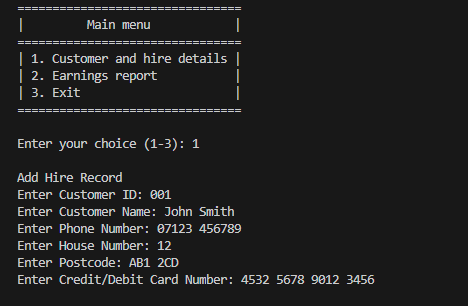 ================================
|         Main menu            |
================================
| 1. Customer and hire details |
| 2. Earnings report           |
| 3. Exit                      |
================================
Enter your choice (1-3): 1
Add Hire Record
Enter Customer ID: 001
Enter Customer Name: John Smith
Enter Phone Number: 07123 456789
Enter House Number: 12
Enter Postcode: AB1 2CD
Enter Credit/Debit Card Number: 4532 5678 9012 3456